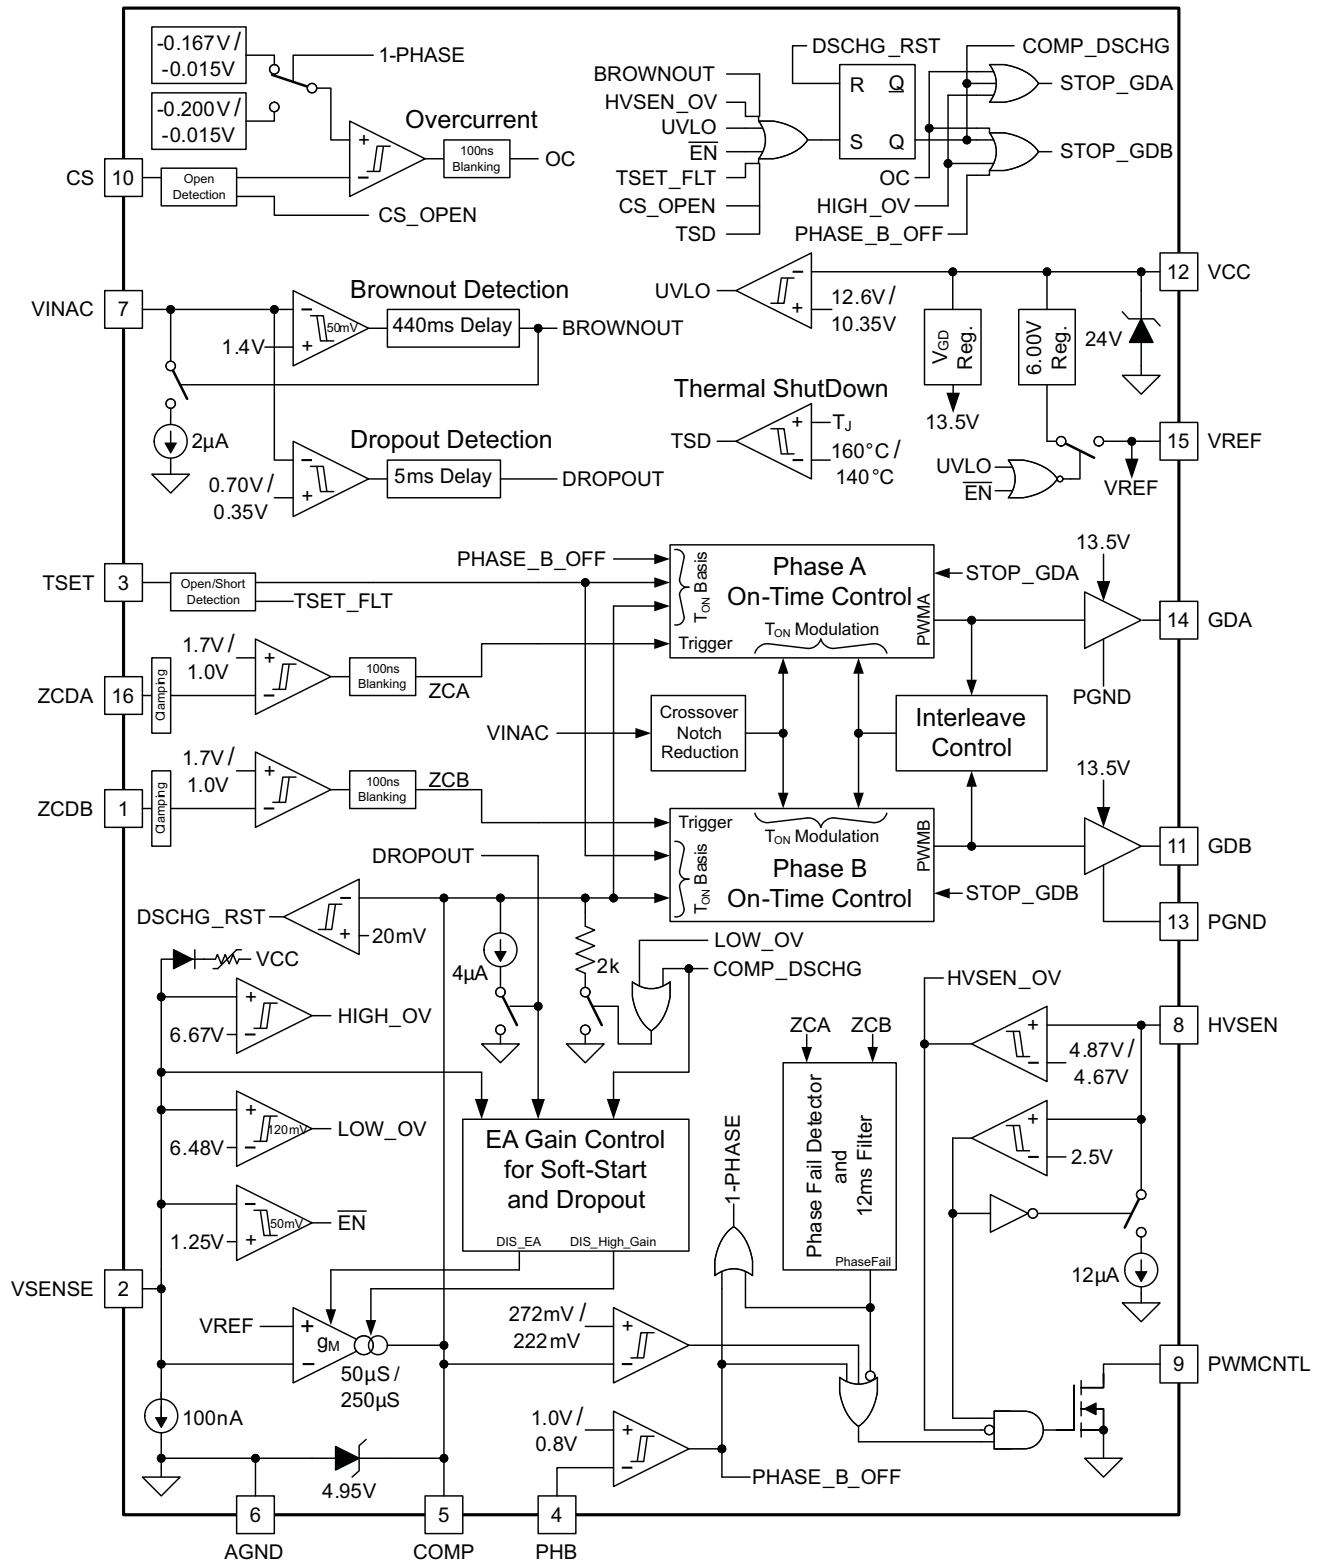 -0.167V /
-0.015V
1-PHASE
-0.200V /
-0.015V
Overcurrent
+
−
100ns
Blanking
OC
CS
10
Open
Detection
CS_OPEN
DSCHG_RST
COMP_DSCHG
BROWNOUT
HVSEN_OV
UVLO
EN
TSET_FLT
CS_OPEN
TSD
R
Q
S
Q
STOP_GDA
STOP_GDB
OC
HIGH_OV
PHASE_B_OFF
VINAC
7
Brownout Detection
−
50mV
+
1.4V
440ms Delay
BROWNOUT
2µA
Dropout Detection
−
+
0.70V /
0.35V
5ms Delay
DROPOUT
UVLO
−
+
12.6V /
10.35V
12
VCC
VGD
Reg.
13.5V
6.00V
Reg.
24V
Thermal ShutDown
TSD
+
−
TJ
160°C /
140°C
UVLO
EN
VREF
15
VREF
TSET
3
Open/Short
Detection
TSET_FLT
PHASE_B_OFF
TON Basis
Phase A
On-Time Control
TON Modulation
Trigger
PWMA
STOP_GDA
13.5V
PGND
14
GDA
ZCDA
16
Clamping
1.7V /
1.0V
+
−
100ns
Blanking
ZCA
VINAC
Crossover
Notch
Reduction
Interleave
Control
ZCDB
1
Clamping
1.7V /
1.0V
+
−
100ns
Blanking
ZCB
Trigger
TON Modulation
TON Basis
Phase B
On-Time Control
PWMB
STOP_GDB
13.5V
11
GDB
13
PGND
DROPOUT
DSCHG_RST
−
+
20mV
VCC
4µA
2k
LOW_OV
COMP_DSCHG
+
−
6.67V
HIGH_OV
+
120mV
−
6.48V
LOW_OV
−
50mV
+
1.25V
EN
EA Gain Control
for Soft-Start
and Dropout
DIS_EA
DIS_High_Gain
ZCA
ZCB
Phase Fail Detector
and
12ms Filter
PhaseFail
1-PHASE
HVSEN_OV
+
−
4.87V /
4.67V
8
HVSEN
+
−
2.5V
12µA
VSENSE
2
VREF
+
−
gM
50µS /
250µS
100nA
4.95V
272mV /
222mV
+
−
1.0V /
0.8V
+
−
PHASE_B_OFF
9
PWMCNTL
6
5
4
AGND
COMP
PHB